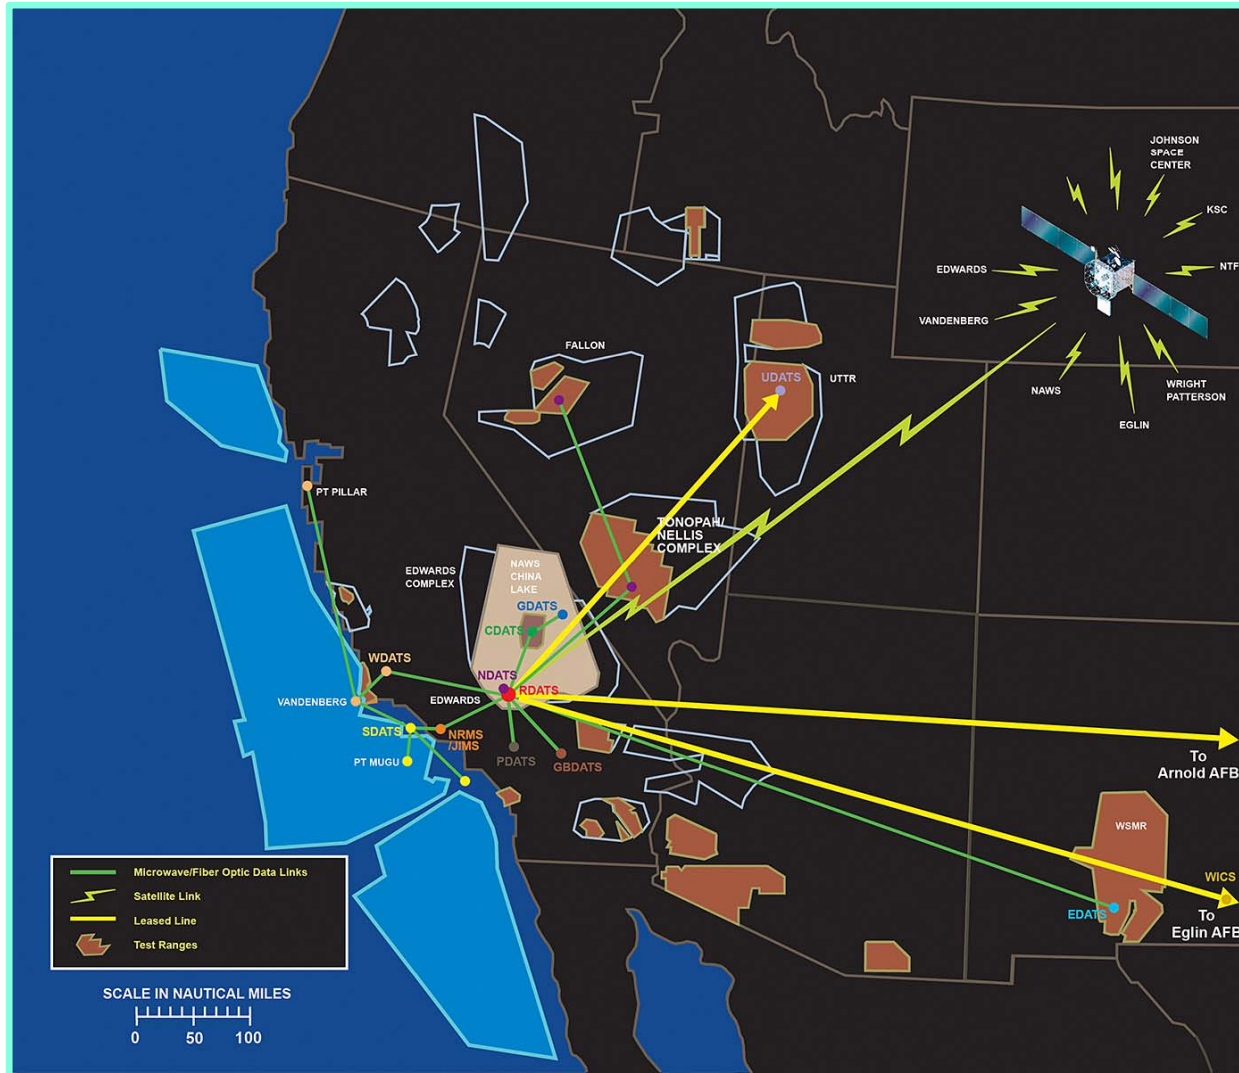 JOHNSON
SPACE
CENTER
KSC
NTF
EDWARDS
VANDENBERG
NAWS
EGLIN
WRIGHT
PATTERSON
FALLON
UDATS
UTTR
PT PILLAR
TONOPAH/
NELLIS
COMPLEX
EDWARDS
COMPLEX
NAWS
CHINA
LAKE
GDATS
CDATS
WDATS
NDATS
RDATS
VANDENBERG
EDWARDS
SDATS
NRMS
/JIMS
PT MUGU
PDATS
GBDATS
To
Arnold AFB
WSMR
WICS
EDATS
To
Eglin AFB
Microwave/Fiber Optic Data Links
Satellite Link
Leased Line
Test Ranges
SCALE IN NAUTICAL MILES
0 50 100